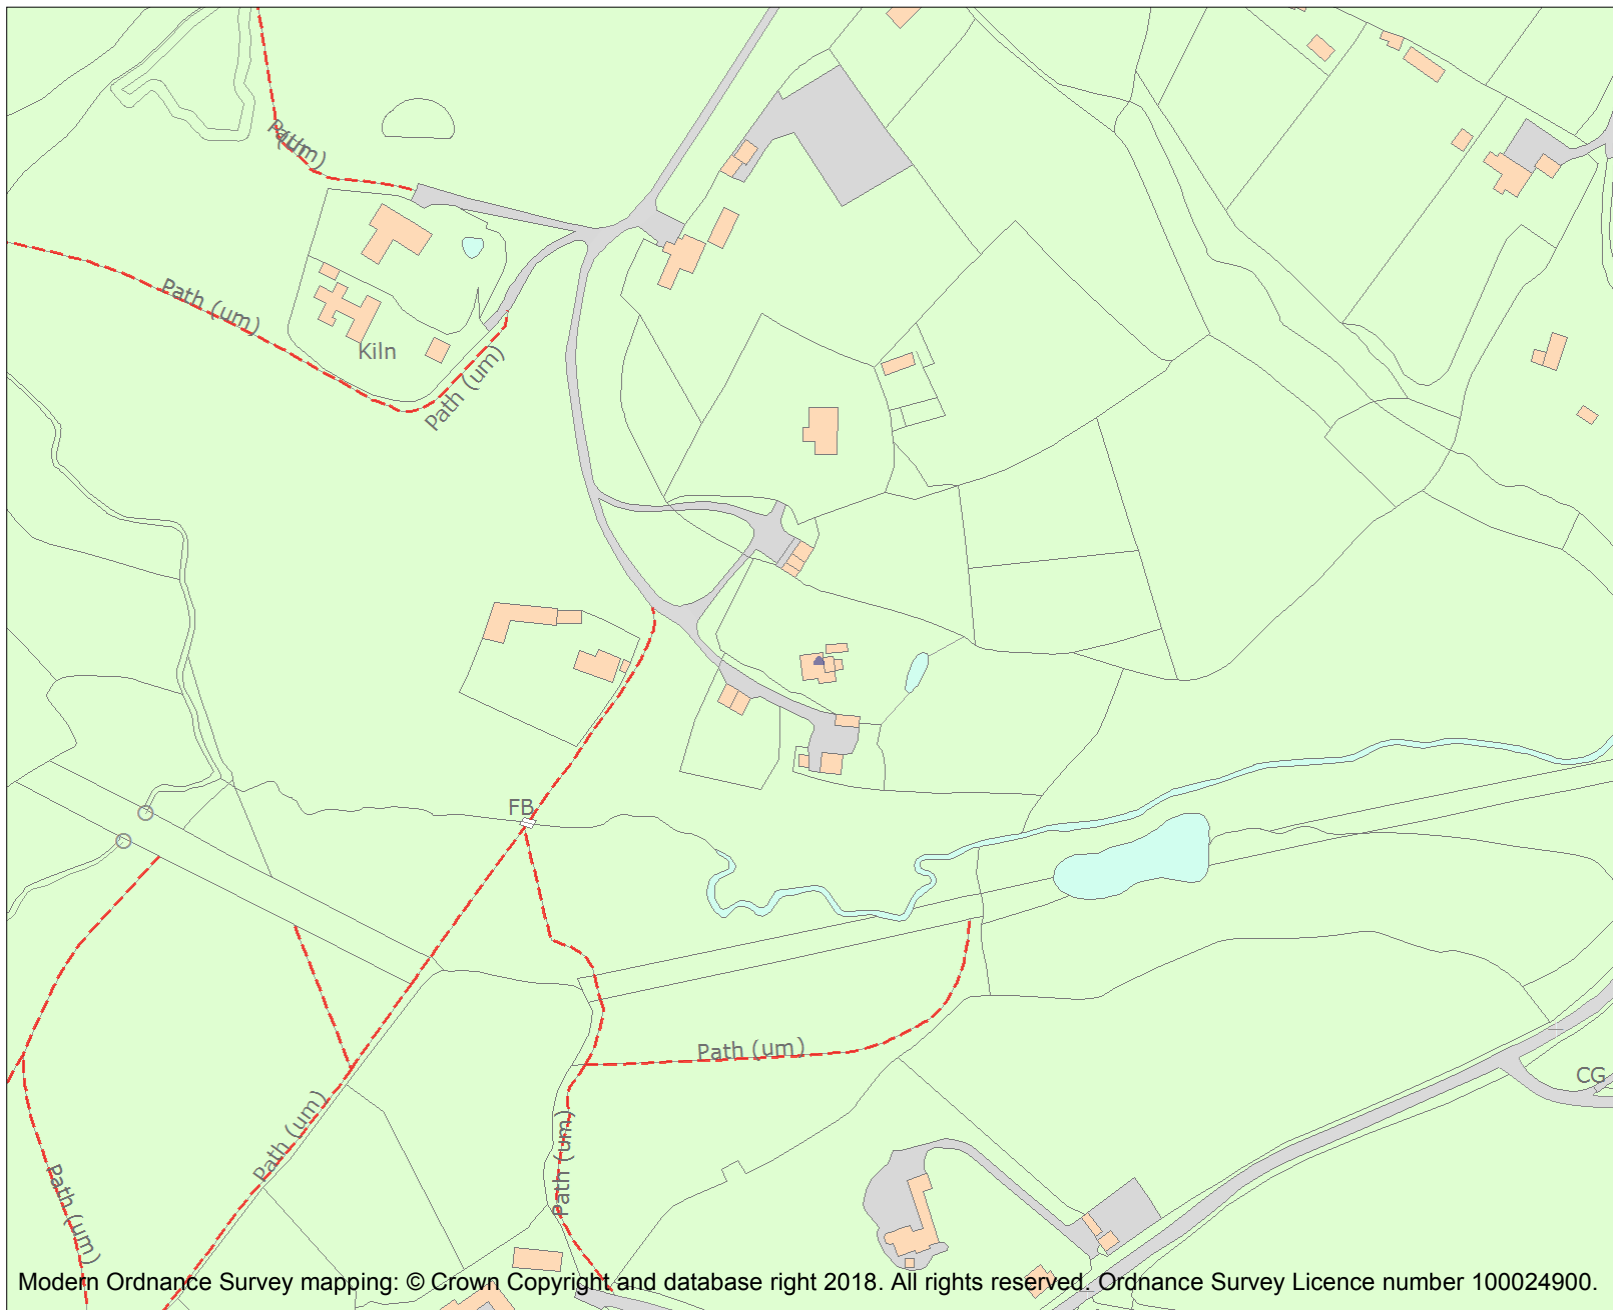 Path (um)
Path (um)
Kiln
Path (um)
FB
Path (um)
CG
Path (um)
Path (um)
Path (um)
Modern Ordnance Survey mapping: © Crown Copyright and database right 2018. All rights reserved. Ordnance Survey Licence number 100024900.